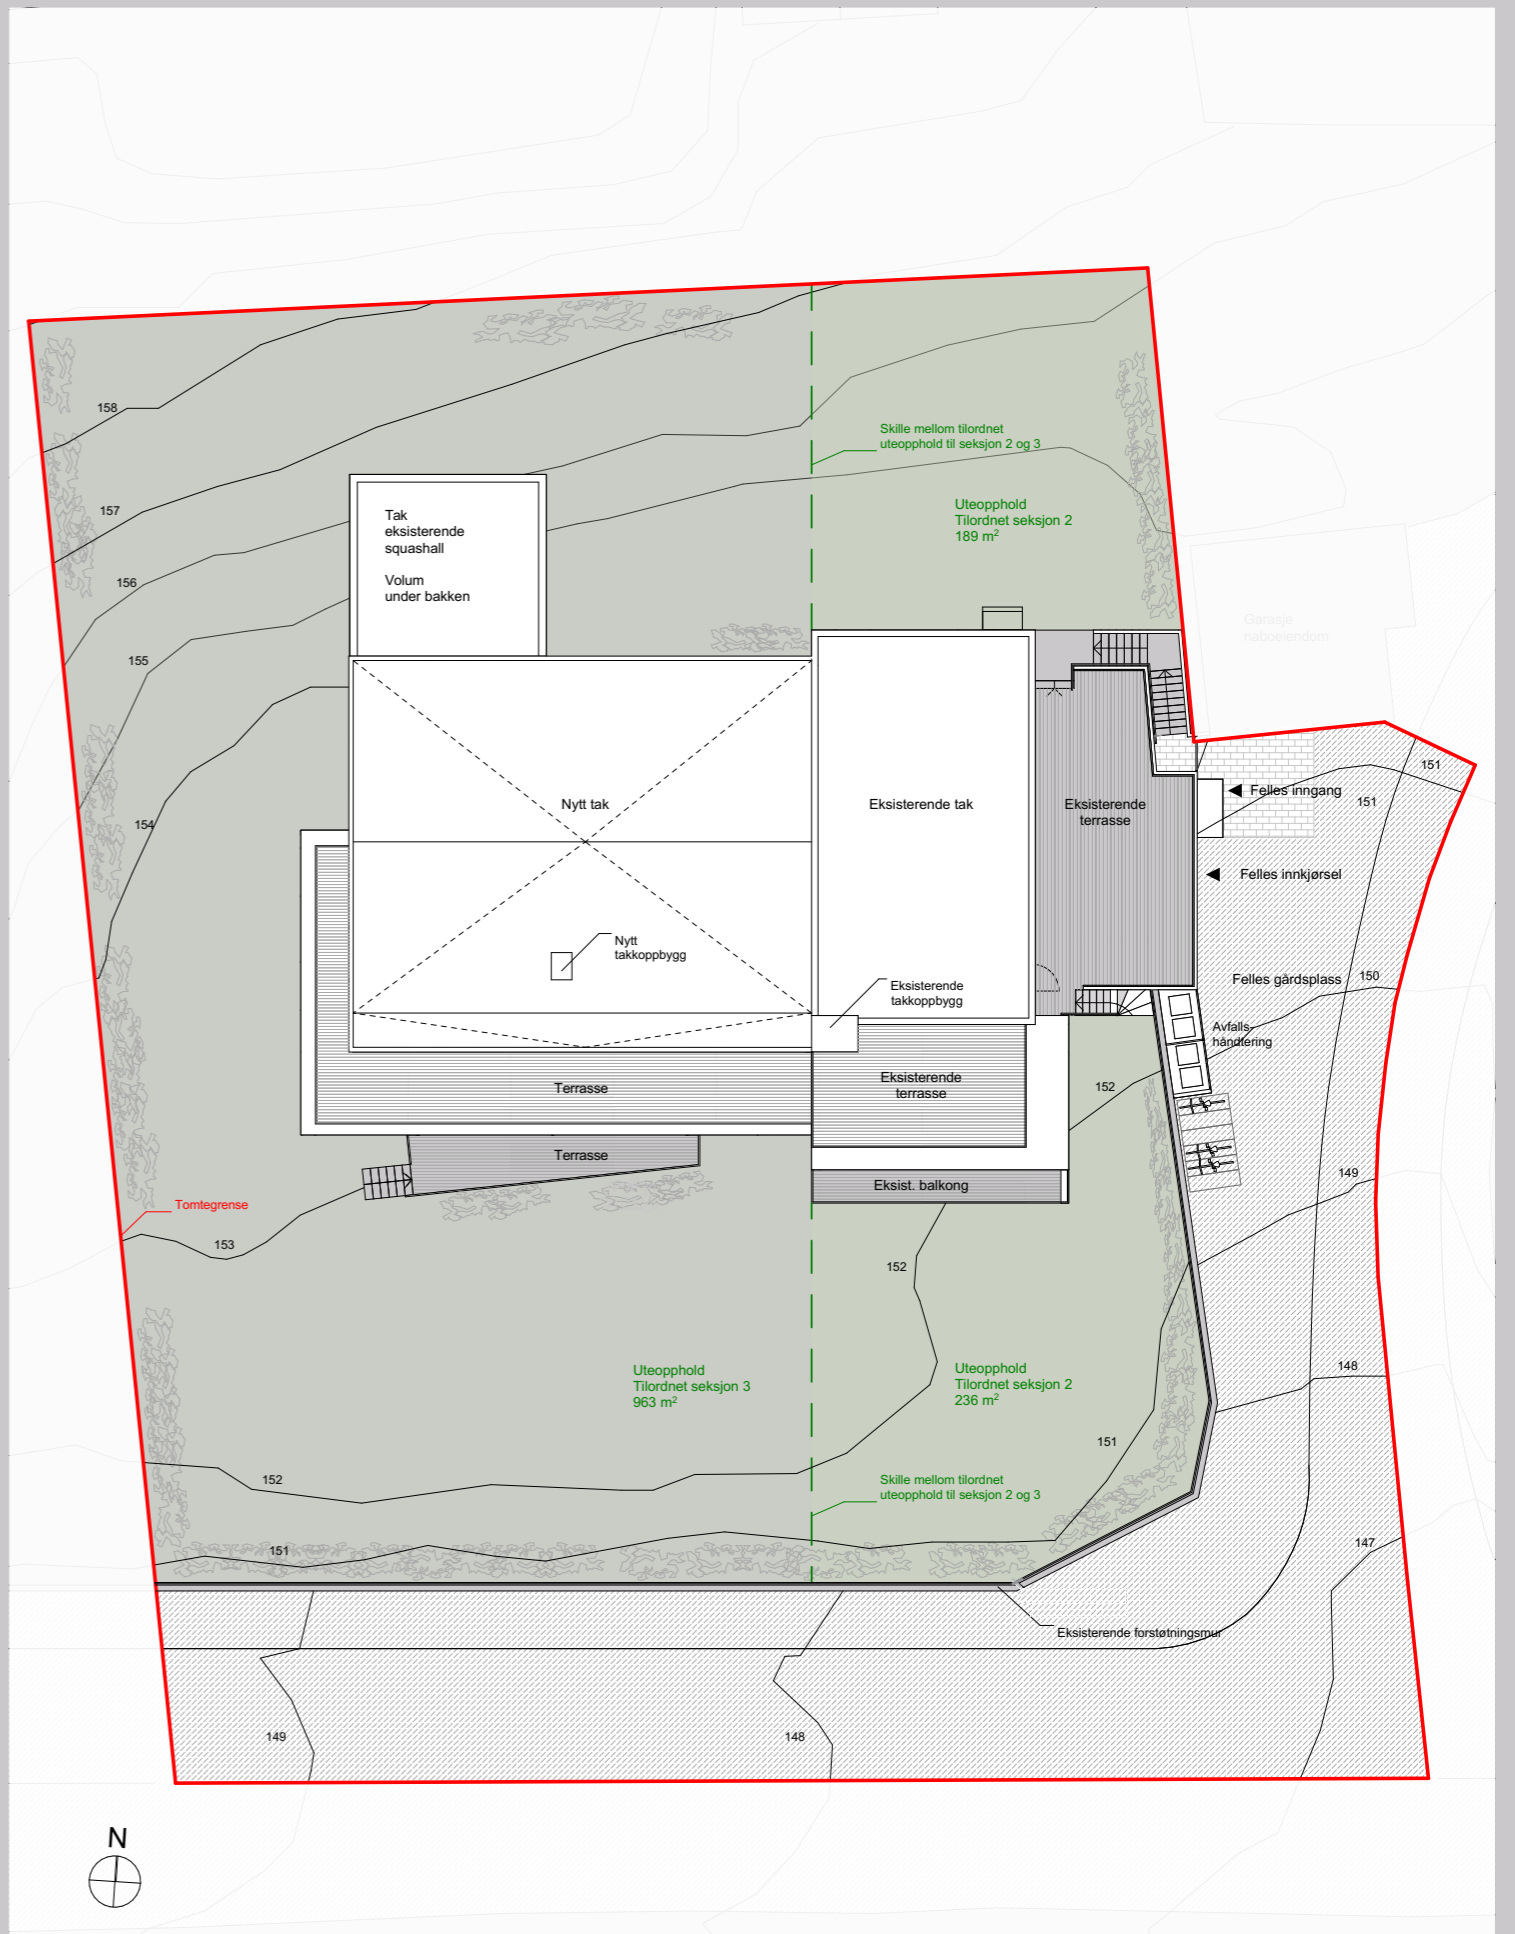 158
Skille mellom tilordnet
uteopphold til seksjon 2 og 3
157
Uteopphold
Tilordnet seksjon 2
189 m²
Tak
eksisterende
squashall
Volum
under bakken
156
155
Garasje
naboeiendom
154
Nytt tak
Eksisterende tak
Eksisterende
terrasse
151
Felles inngang
151
Felles innkjørsel
Nytt
takkoppbygg
Eksisterende
takkoppbygg
Felles gårdsplass
150
Avfalls-
håndtering
Terrasse
Eksisterende
terrasse
152
Terrasse
Eksist. balkong
149
Tomtegrense
153
152
Uteopphold
Tilordnet seksjon 3
963 m²
Uteopphold
Tilordnet seksjon 2
236 m²
148
151
152
Skille mellom tilordnet
uteopphold til seksjon 2 og 3
151
147
Eksisterende forstøtningsmur
149
148
N